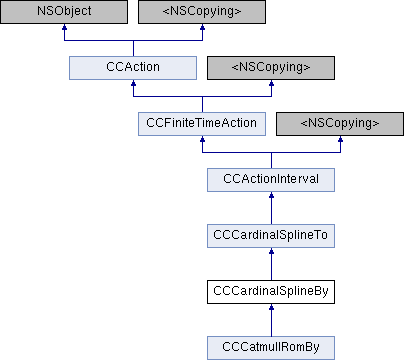 NSObject <NSCopying>
CCAction <NSCopying>
CCFiniteTimeAction <NSCopying>
CCActionInterval
CCCardinalSplineTo
CCCardinalSplineBy
CCCatmullRomBy